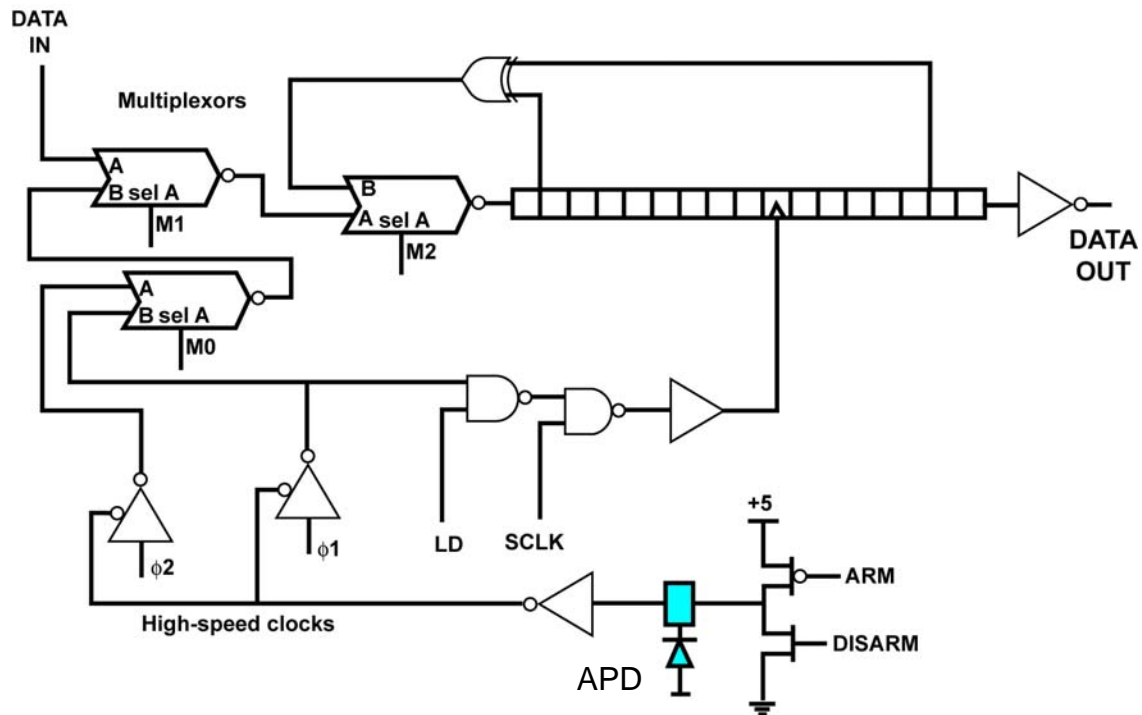 DATA
IN
Multiplexors
A
B sel A
M1
B
A sel A
M2
DATA
OUT
A
B sel A
M0
LD
SCLK
ϕ2
ϕ1
+5
ARM
DISARM
High-speed clocks
APD